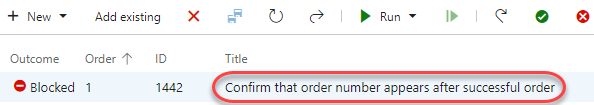 New Add existing Run
Outcome Order ID Title
Blocked 1 1442 Confirm that order number appears after successful order